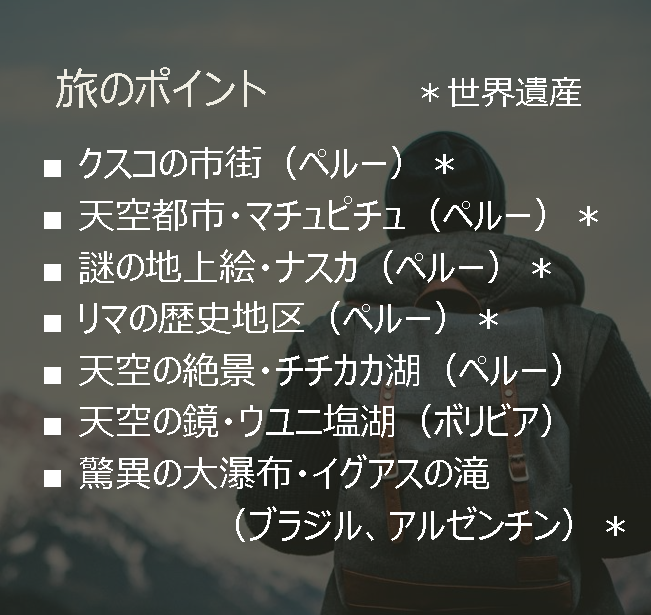 旅のポイント ＊世界遺産
■ クスコの市街（ペルー） ＊
■ 天空都市・マチュピチュ（ペルー） ＊
■ 謎の地上絵・ナスカ（ペルー） ＊
■ リマの歴史地区（ペルー） ＊
■ 天空の絶景・チチカカ湖（ペルー）
■ 天空の鏡・ウユニ塩湖（ボリビア）
■ 驚異の大瀑布・イグアスの滝
（ブラジル、アルゼンチン） ＊